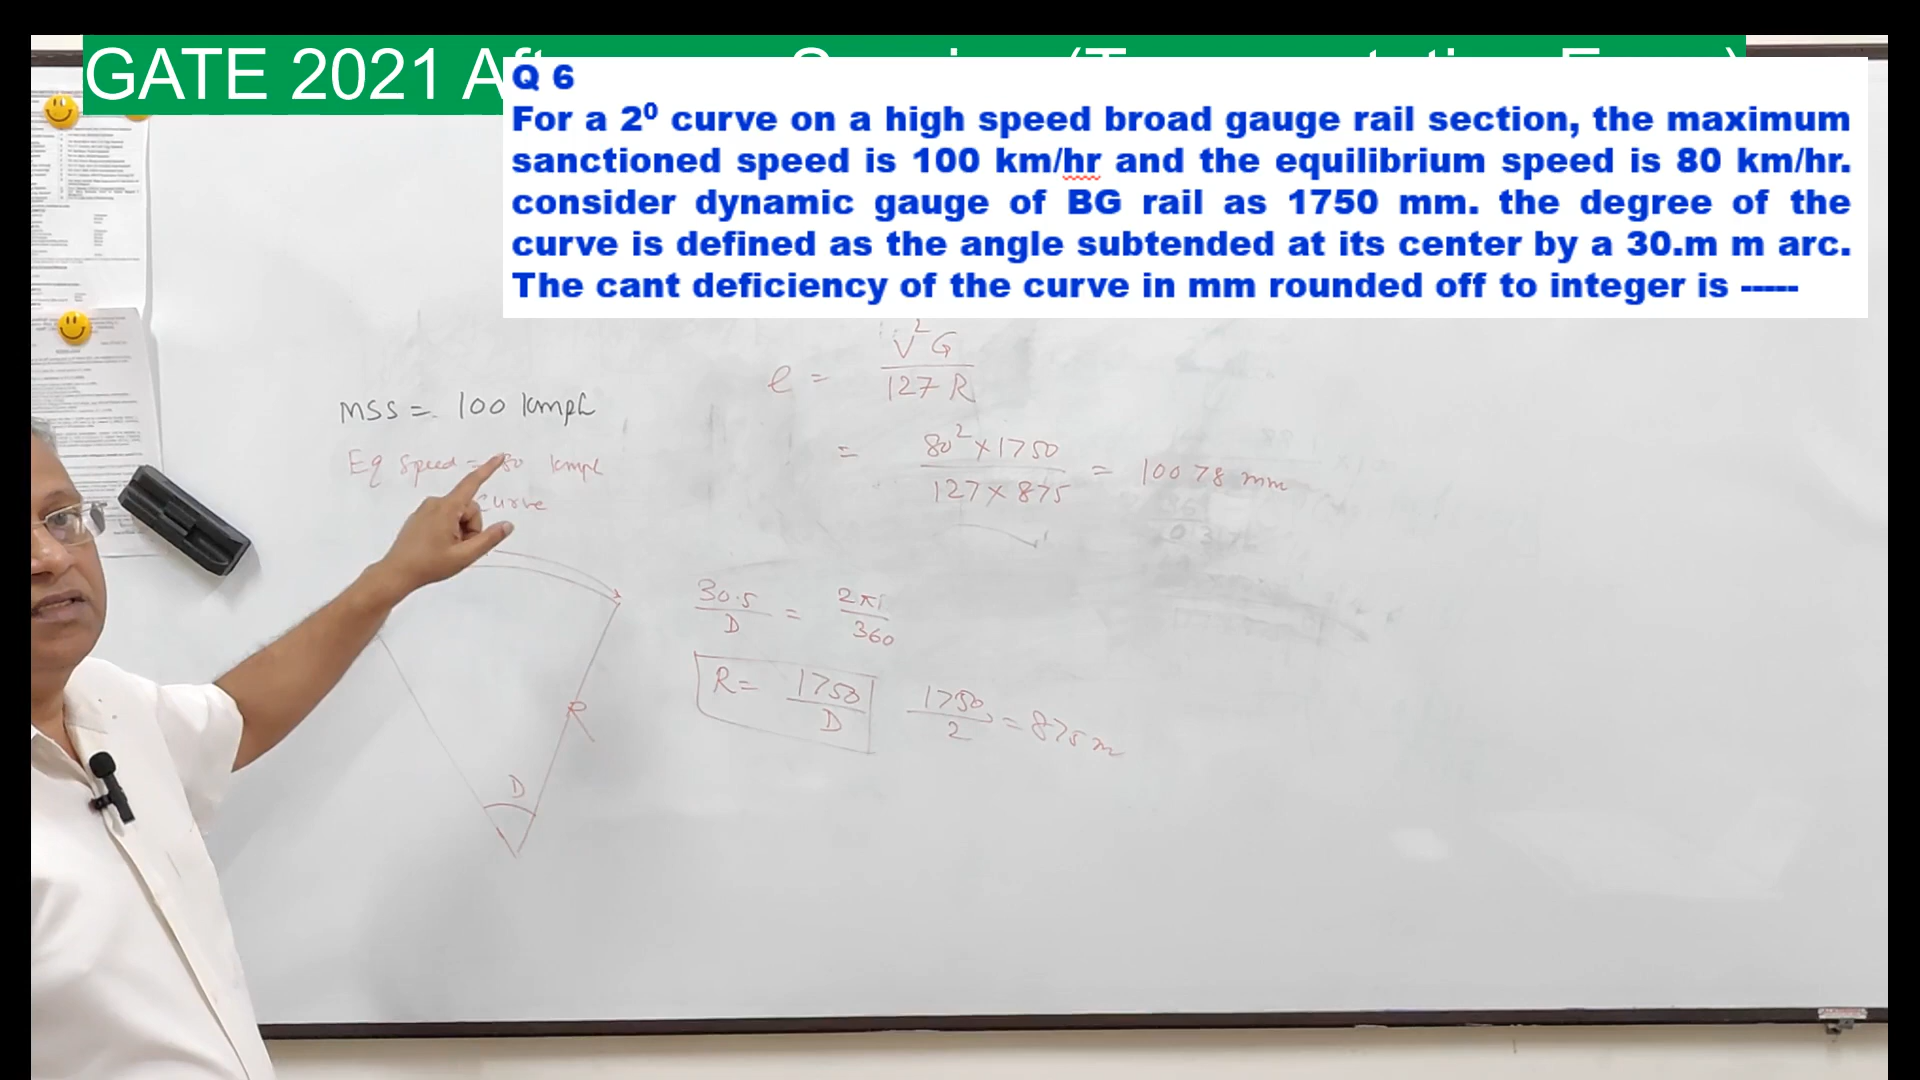 GATE 2021
Q 6
For a 2⁰ curve on a high speed broad gauge rail section, the maximum
sanctioned speed is 100 km/hr and the equilibrium speed is 80 km/hr.
consider dynamic gauge of BG rail as 1750 mm. the degree of the
curve is defined as the angle subtended at its center by a 30.m m arc.
The cant deficiency of the curve in mm rounded off to integer is -----
e = V²G / 127 R
MSS = 100 kmph
= 80² × 1750 / 127 × 875 = 100 78 mm
Eq Speed = 80 kmph
Curve
30.5 / D = 2πr / 360
R = 1750 / D
1750 / 2 = 875 m
R
D